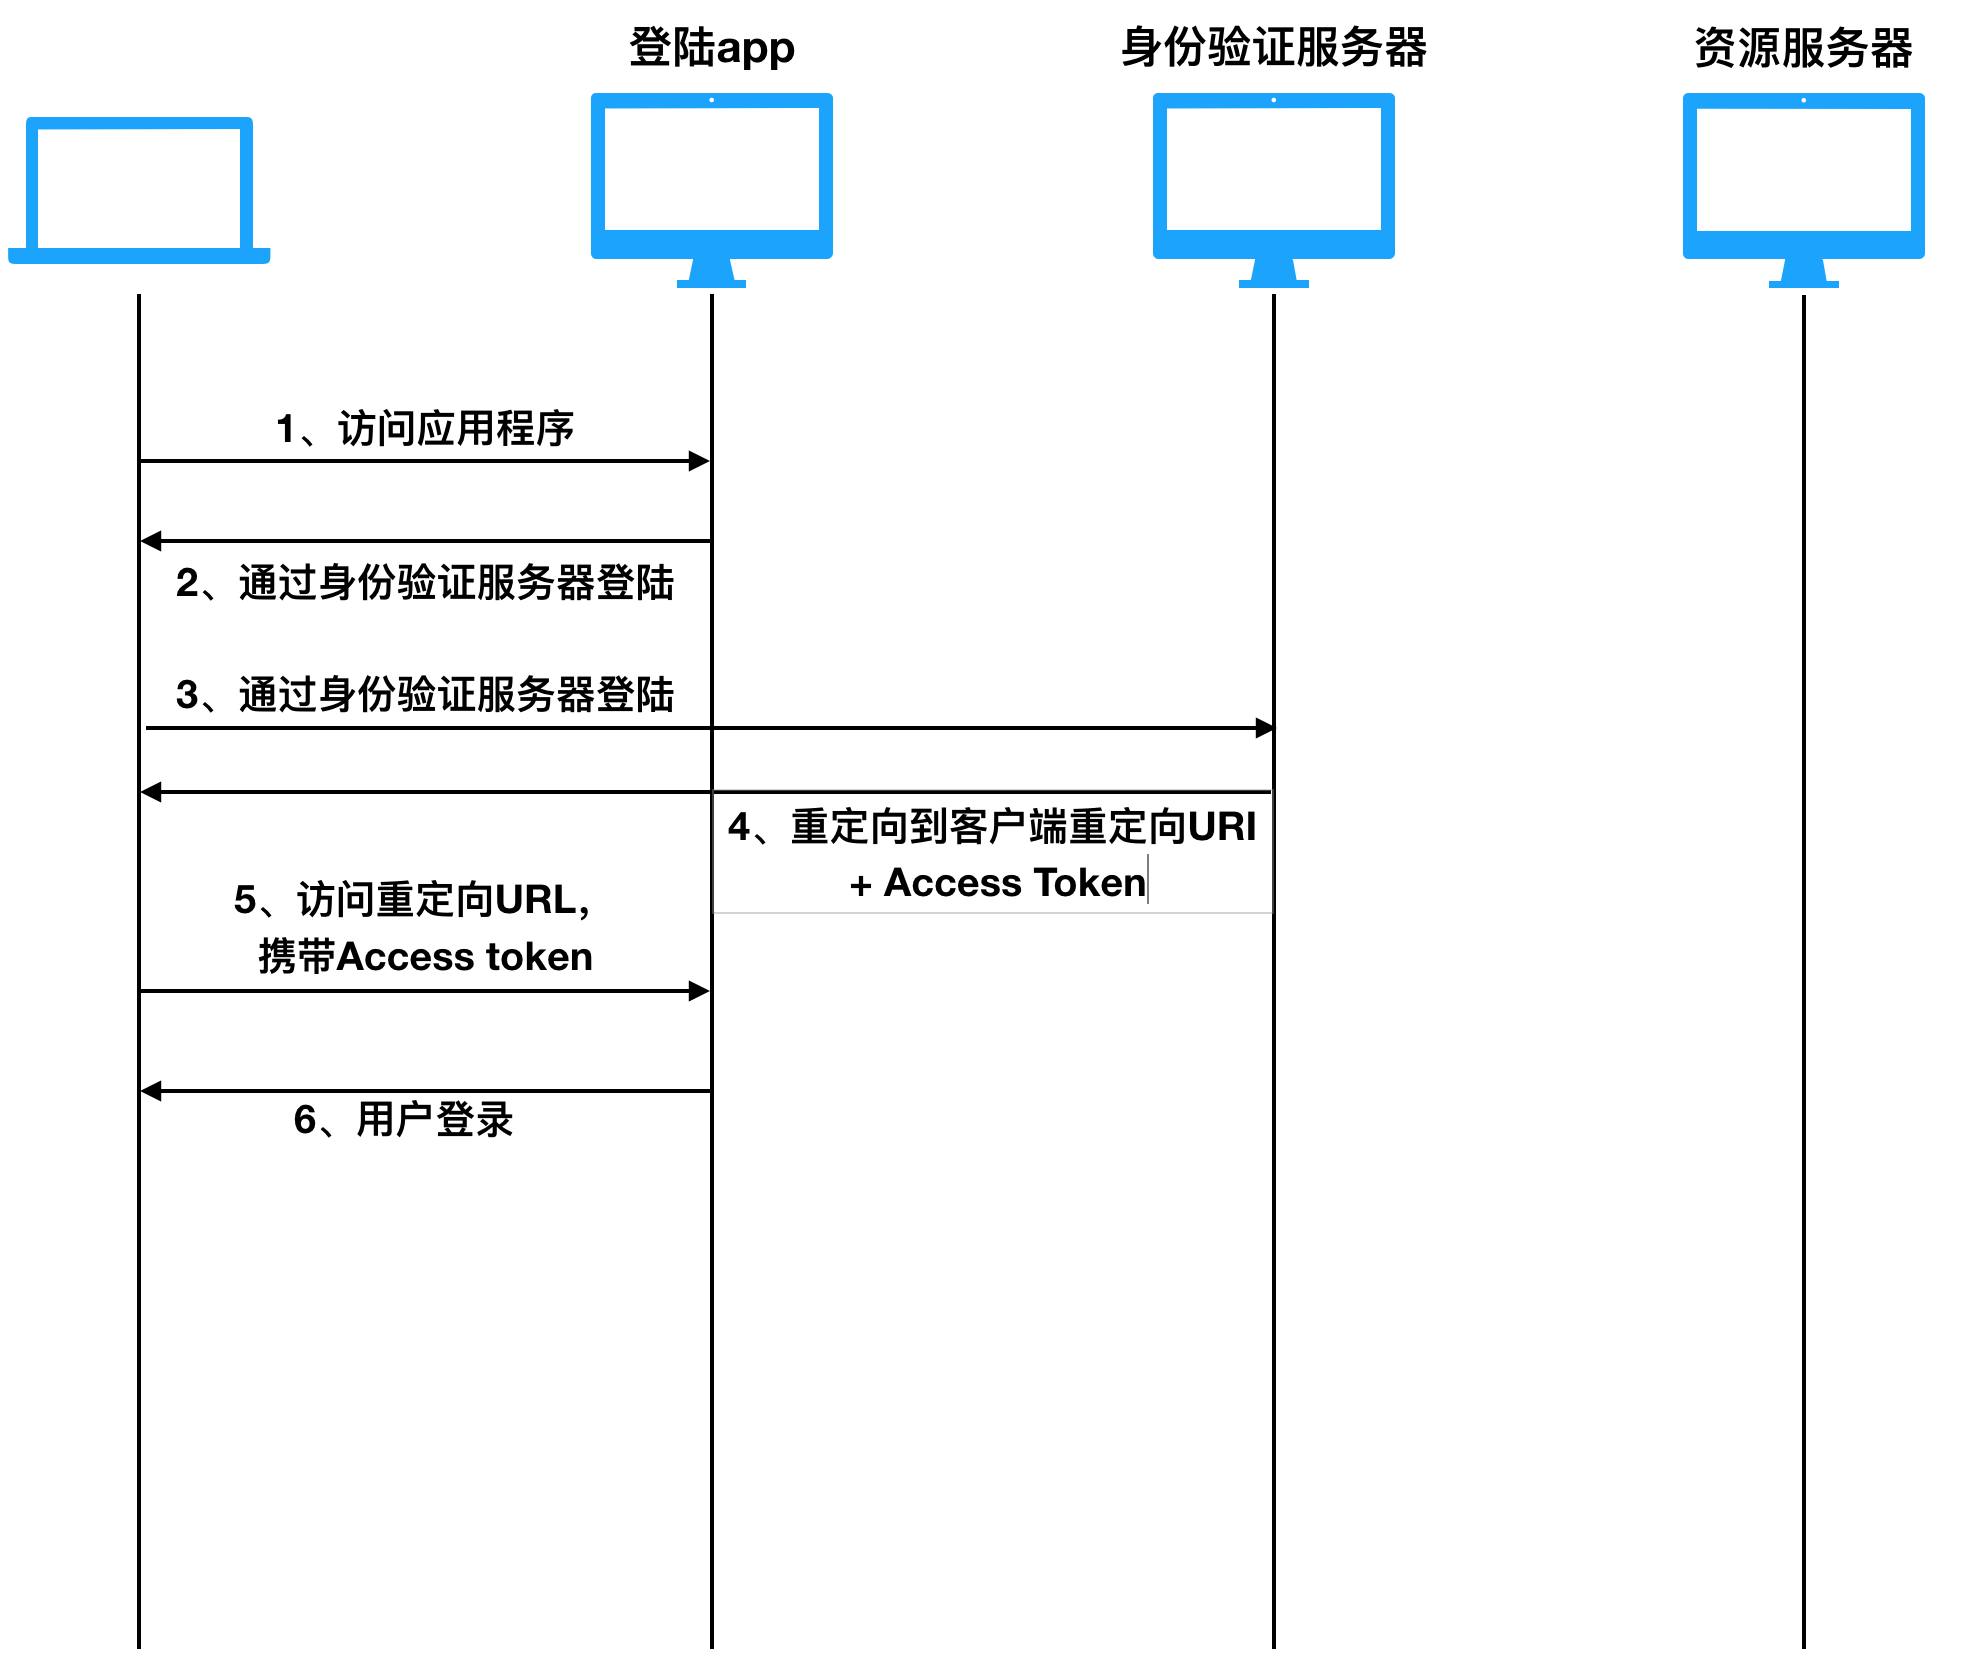 登陆app
身份验证服务器
资源服务器
1、访问应用程序
2、通过身份验证服务器登陆
3、通过身份验证服务器登陆
4、重定向到客户端重定向URI
+ Access Token
5、访问重定向URL，
携带Access token
6、用户登录